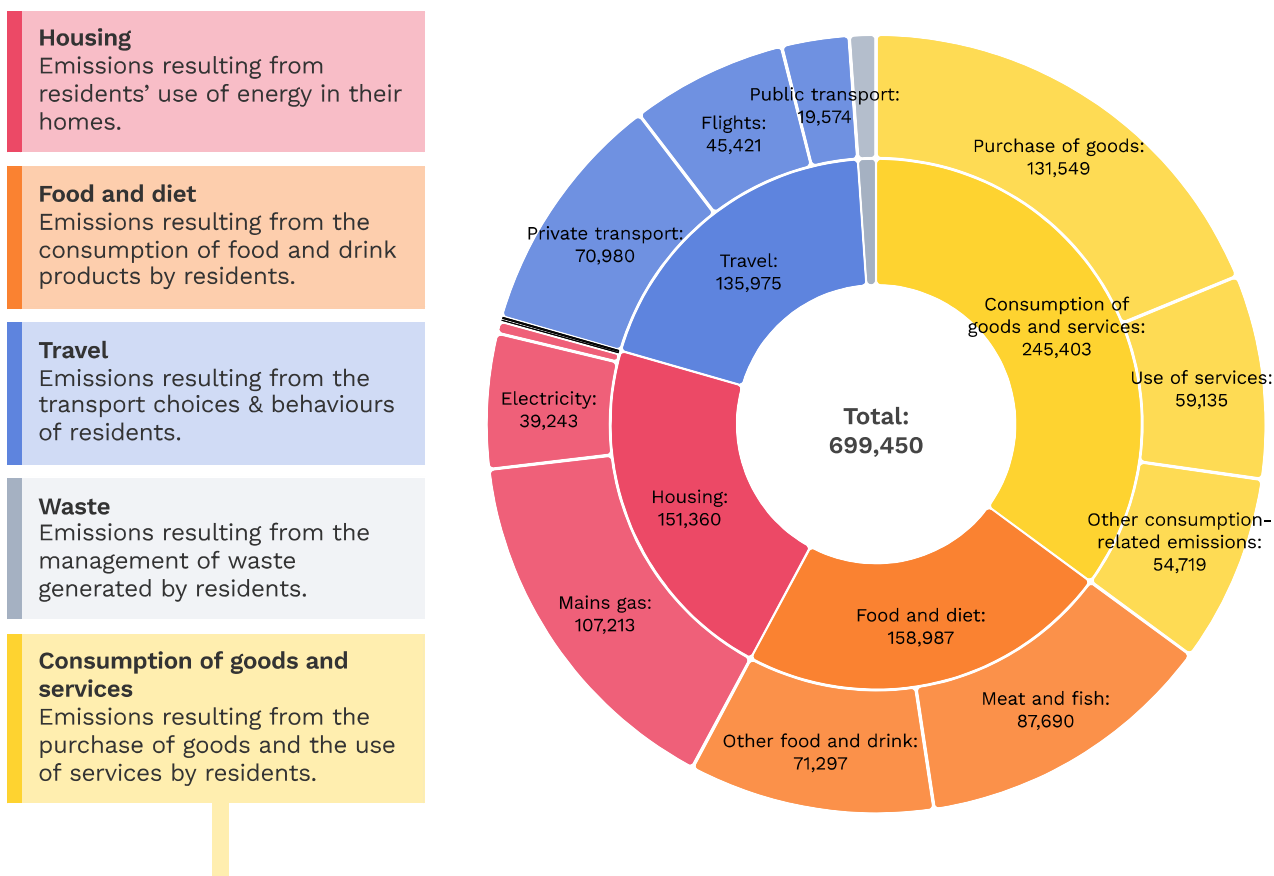 Housing
Emissions resulting from
residents’ use of energy in their
homes.
Food and diet
Emissions resulting from the
consumption of food and drink
products by residents.
Travel
Emissions resulting from the
transport choices & behaviours
of residents.
Waste
Emissions resulting from the
management of waste
generated by residents.
Consumption of goods and
services
Emissions resulting from the
purchase of goods and the use
of services by residents.
Public transport:
19,574
Flights:
45,421
Purchase of goods:
131,549
Private transport:
70,980
Travel:
135,975
Consumption of
goods and services:
245,403
Use of services:
59,135
Electricity:
39,243
Total:
699,450
Housing:
151,360
Other consumption-
related emissions:
54,719
Mains gas:
107,213
Food and diet:
158,987
Meat and fish:
87,690
Other food and drink:
71,297